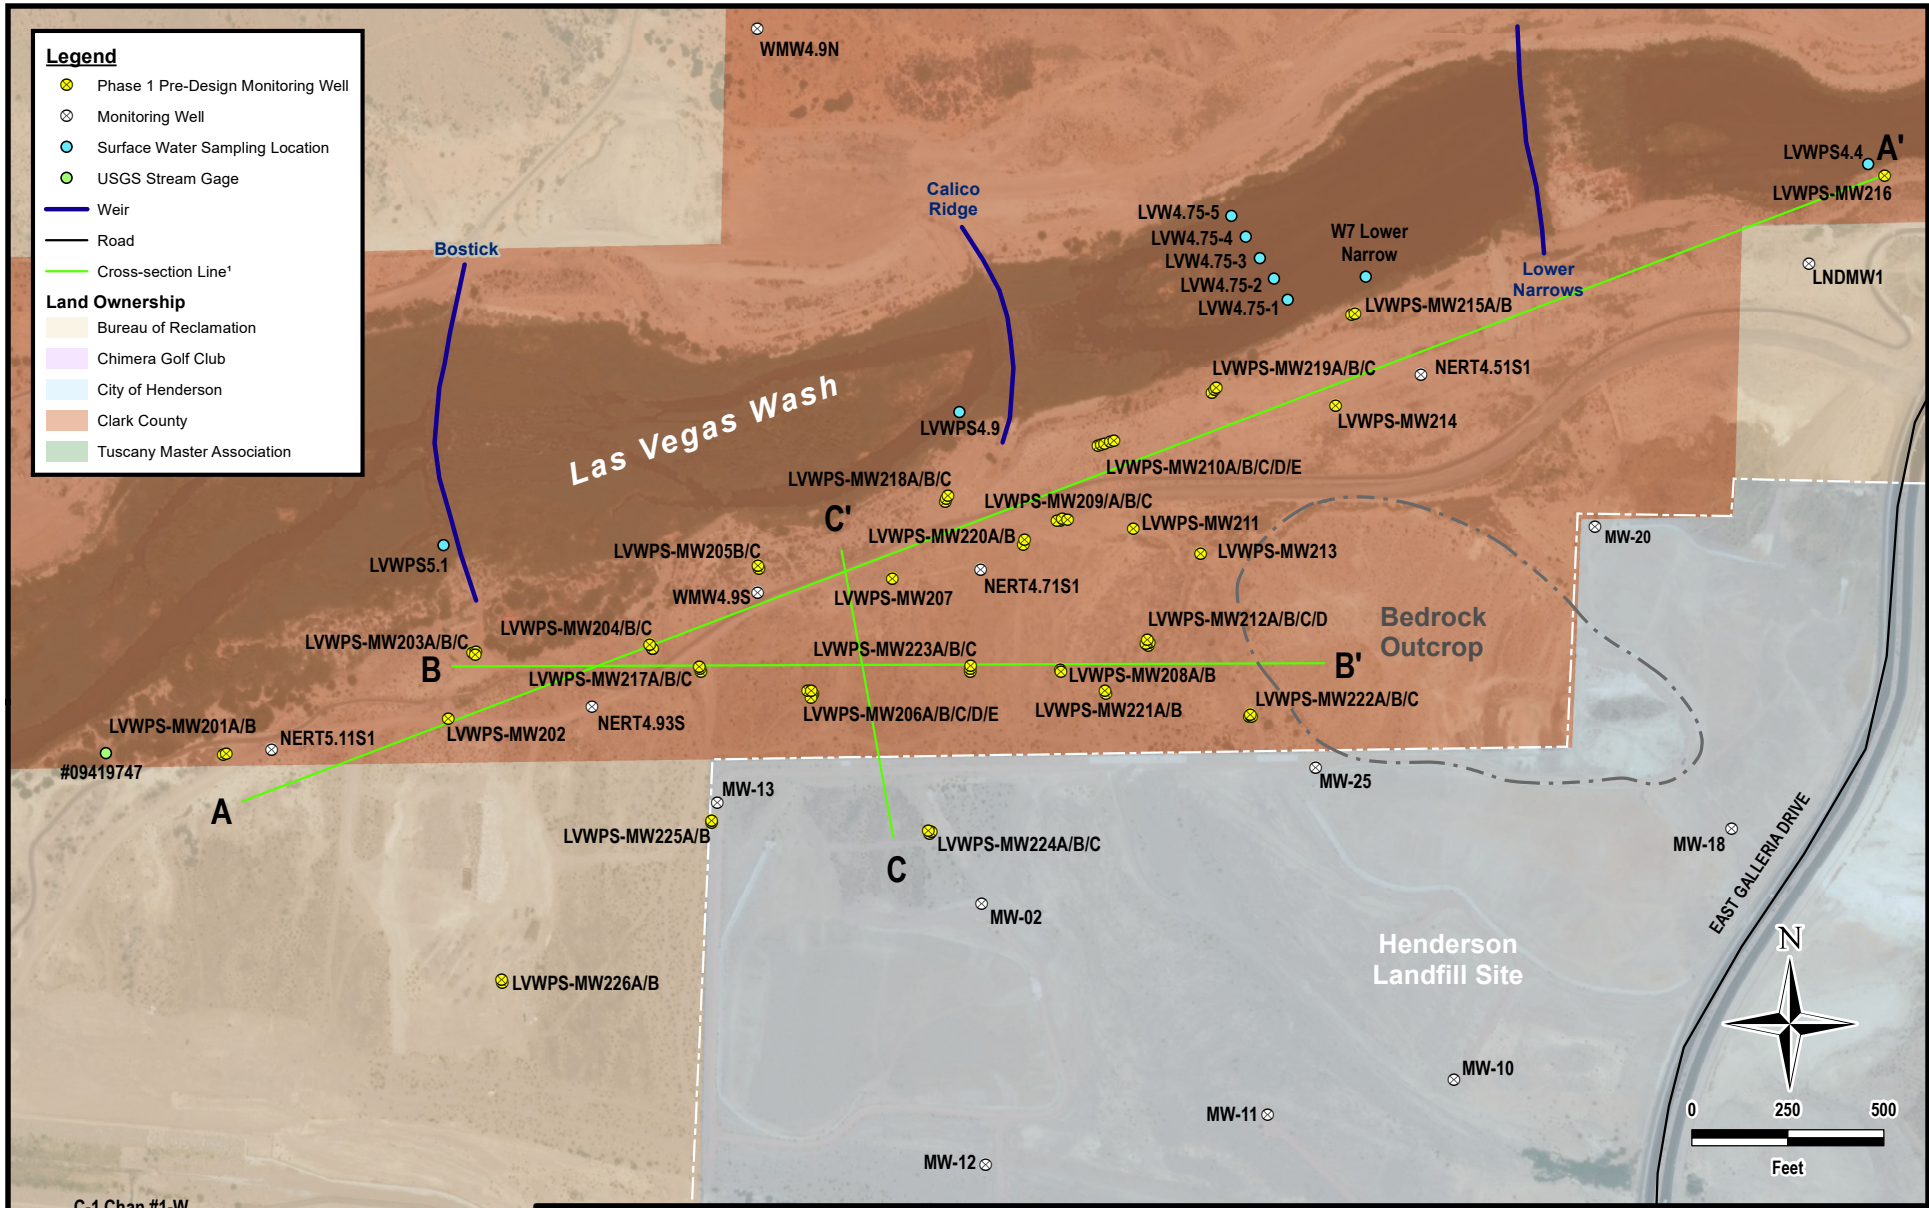 Legend
Phase 1 Pre-Design Monitoring Well
Monitoring Well
Surface Water Sampling Location
USGS Stream Gage
Weir
Road
Cross-section Line¹
Land Ownership
Bureau of Reclamation
Chimera Golf Club
City of Henderson
Clark County
Tuscany Master Association
WMW4.9N
LVWPS4.4
A'
LVWPS-MW216
Calico
Ridge
Bostick
LVW4.75-5
LVW4.75-4
LVW4.75-3
LVW4.75-2
LVW4.75-1
W7 Lower
Narrow
Lower
Narrows
LNDMW1
LVWPS-MW215A/B
LVWPS-MW219A/B/C
NERT4.51S1
LVWPS-MW214
Las Vegas Wash
LVWPS4.9
LVWPS-MW210A/B/C/D/E
LVWPS-MW218A/B/C
LVWPS-MW209/A/B/C
C'
LVWPS-MW220A/B
LVWPS-MW211
MW-20
LVWPS-MW205B/C
LVWPS-MW213
LVWPS5.1
NERT4.71S1
WMW4.9S
LVWPS-MW207
LVWPS-MW204/B/C
LVWPS-MW203A/B/C
LVWPS-MW212A/B/C/D
Bedrock
Outcrop
LVWPS-MW223A/B/C
B
B'
LVWPS-MW217A/B/C
LVWPS-MW208A/B
LVWPS-MW222A/B/C
LVWPS-MW206A/B/C/D/E
LVWPS-MW221A/B
NERT4.93S
LVWPS-MW201A/B
LVWPS-MW202
NERT5.11S1
#09419747
A
MW-13
MW-25
LVWPS-MW225A/B
LVWPS-MW224A/B/C
MW-18
C
EAST GALLERIA DRIVE
MW-02
Henderson
Landfill Site
N
LVWPS-MW226A/B
MW-10
MW-11
0 250 500
Feet
MW-12
C-1 Chan #1-W